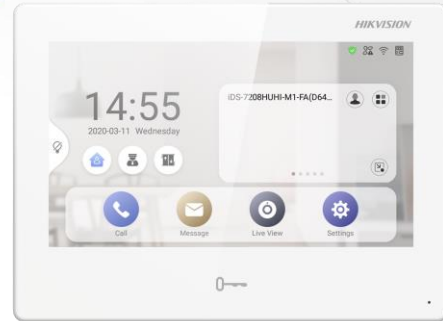 HIKVISION
14:55
2020-03-11 Wednesday
iDS-7208HUHI-M1-FA(D64...
Call
Message
Live View
Settings